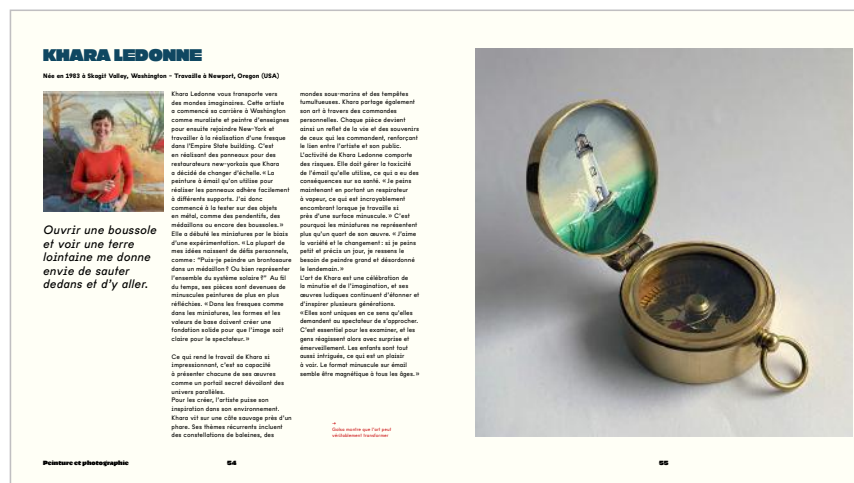 KHARA LEDONNE
Née en 1983 à Skagit Valley, Washington – Travaille à Newport, Oregon (USA)
Ouvrir une boussole
et voir une terre
lointaine me donne
envie de sauter
dedans et d'y aller.
Khara Ledonne vous transporte vers
des mondes imaginaires. Cette artiste
a commencé sa carrière à Washington
comme muraliste et peintre d'enseignes
pour ensuite rejoindre New-York et
travailler à la réalisation d'une fresque
dans l'Empire State building. C'est
en réalisant des panneaux pour des
restaurateurs new-yorkais que Khara
a décidé de changer d'échelle. « La
peinture à émail qu'on utilise pour
réaliser les panneaux adhère facilement
à différents supports. J'ai donc
commencé à la tester sur des objets
en métal, comme des pendentifs, des
médaillons ou encore des boussoles. »
Elle a débuté les miniatures par le biais
d'une expérimentation. « La plupart de
mes idées naissent de défis personnels,
comme : "Puis-je peindre un brontosaure
dans un médaillon ? Ou bien représenter
l'ensemble du système solaire ?" Au fil
du temps, ses pièces sont devenues de
minuscules peintures de plus en plus
réfléchies. « Dans les fresques comme
dans les miniatures, les formes et les
valeurs de base doivent créer une
fondation solide pour que l'image soit
claire pour le spectateur. »
Ce qui rend le travail de Khara si
impressionnant, c'est sa capacité
à présenter chacune de ses œuvres
comme un portail secret dévoilant des
univers parallèles.
Pour les créer, l'artiste puise son
inspiration dans son environnement.
Khara vit sur une côte sauvage près d'un
phare. Ses thèmes récurrents incluent
des constellations de baleines, des
mondes sous-marins et des tempêtes
tumultueuses. Khara partage également
son art à travers des commandes
personnelles. Chaque pièce devient
ainsi un reflet de la vie et des souvenirs
de ceux qui les commandent, renforçant
le lien entre l'artiste et son public.
L'activité de Khara Ledonne comporte
des risques. Elle doit gérer la toxicité
de l'émail qu'elle utilise, ce qui a eu des
conséquences sur sa santé. « Je peins
maintenant en portant un respirateur
à vapeur, ce qui est incroyablement
encombrant lorsque je travaille si
près d'une surface minuscule. » C'est
pourquoi les miniatures ne représentent
plus qu'un quart de son œuvre. « J'aime
la variété et le changement : si je peins
petit et précis un jour, je ressens le
besoin de peindre grand et désordonné
le lendemain. »
L'art de Khara est une célébration de
la minutie et de l'imagination, et ses
œuvres ludiques continuent d'étonner et
d'inspirer plusieurs générations.
« Elles sont uniques en ce sens qu'elles
demandent au spectateur de s'approcher.
C'est essentiel pour les examiner, et les
gens réagissent alors avec surprise et
émerveillement. Les enfants sont tout
aussi intrigués, ce qui est un plaisir
à voir. Le format minuscule sur émail
semble être magnétique à tous les âges. »
→
Galoa montre que l'art peut
véritablement transformer
Peinture et photographie
54
55